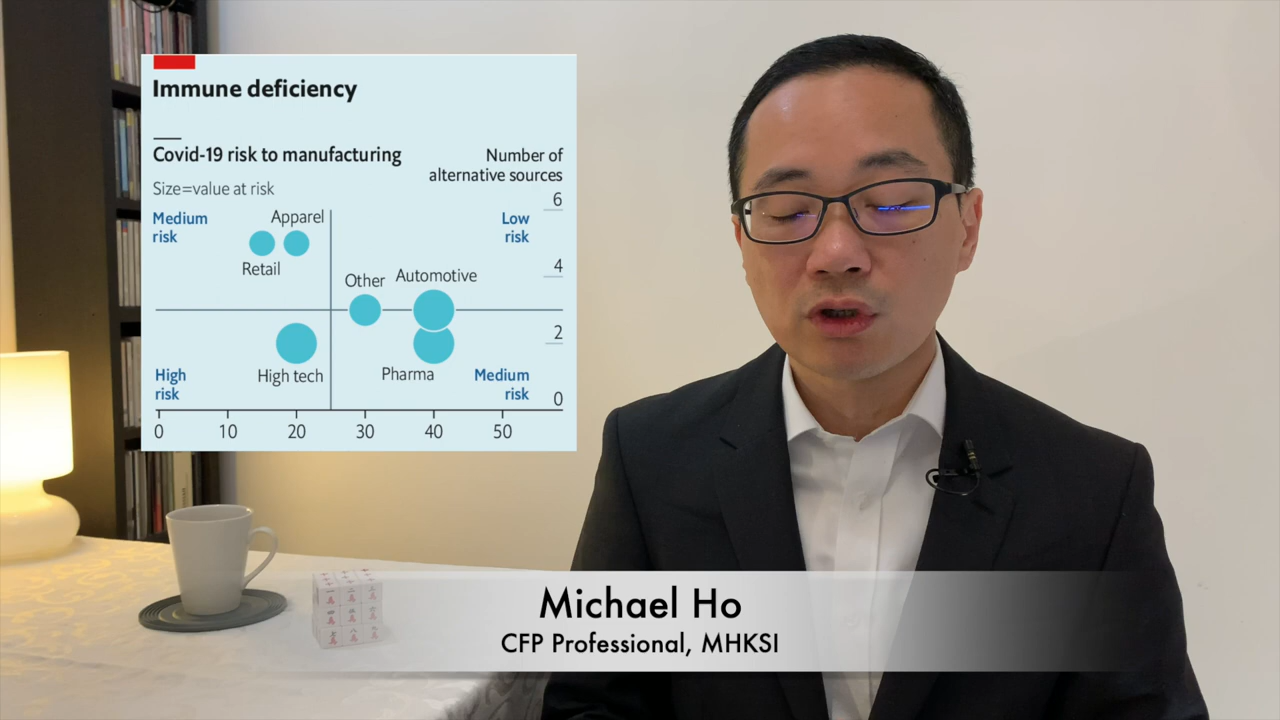 Immune deficiency
Covid-19 risk to manufacturing
Size=value at risk
Number of
alternative sources
6
Medium
risk
Apparel
Low
risk
Retail
4
Other
Automotive
2
High
risk
High tech
Pharma
Medium
risk
0
0 10 20 30 40 50
Michael Ho
CFP Professional, MHKSI